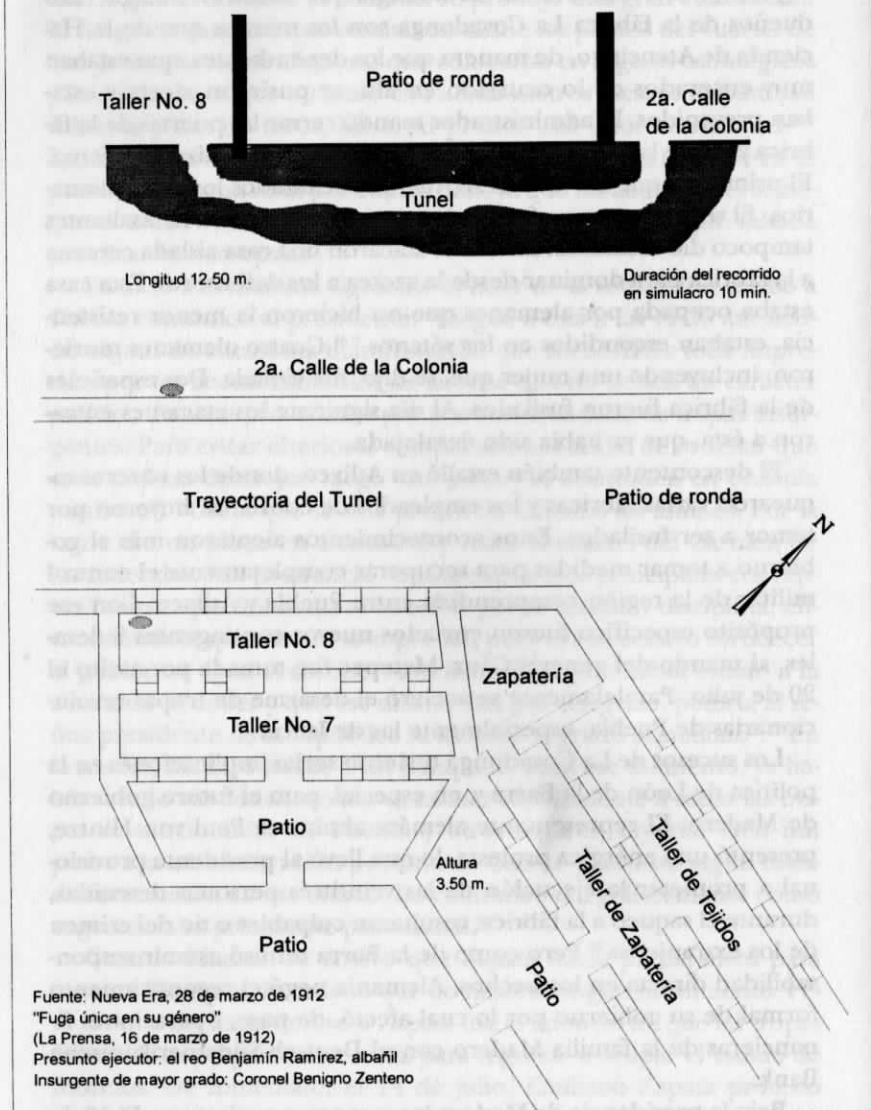 Patio de ronda
Taller No. 8
2a. Calle
de la Colonia
Tunel
Longitud 12.50 m.
Duración del recorrido
en simulacro 10 min.
2a. Calle de la Colonia
Trayectoria del Tunel
Patio de ronda
N
Taller No. 8
Zapatería
Taller No. 7
Patio
Altura
3.50 m.
Taller de Tejidos
Taller de Zapatería
Patio
Patio
Fuente: Nueva Era, 28 de marzo de 1912
"Fuga única en su género"
(La Prensa, 16 de marzo de 1912)
Presunto ejecutor: el reo Benjamín Ramírez, albañil
Insurgente de mayor grado: Coronel Benigno Zenteno